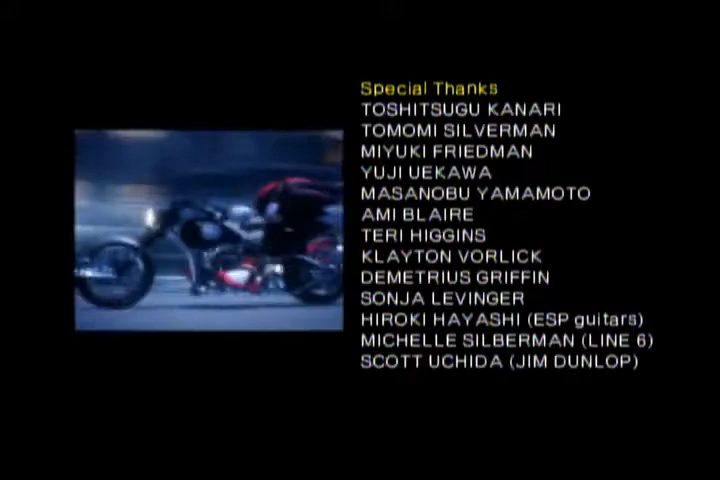 Special Thanks
TOSHITSUGU KANARI
TOMOMI SILVERMAN
MIYUKI FRIEDMAN
YUJI UEKAWA
MASANOBU YAMAMOTO
AMI BLAIRE
TERI HIGGINS
KLAYTON VORLICK
DEMETRIUS GRIFFIN
SONJA LEVINGER
HIROKI HAYASHI (ESP guitars)
MICHELLE SILBERMAN (LINE 6)
SCOTT UCHIDA (JIM DUNLOP)